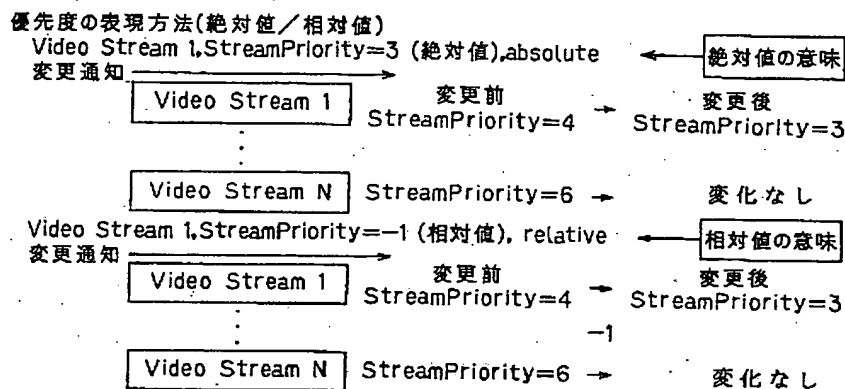 優先度の表現方法(絶対値／相対値)
Video Stream 1,StreamPriority=3 (絶対値),absolute
絶対値の意味
変更通知
Video Stream 1
変更前
StreamPriority=4
→
変更後
StreamPriority=3
Video Stream N
StreamPriority=6 →
変化なし
Video Stream 1,StreamPriority=-1 (相対値), relative
相対値の意味
変更通知
Video Stream 1
変更前
StreamPriority=4
→
変更後
StreamPriority=3
-1
Video Stream N
StreamPriority=6 →
変化なし